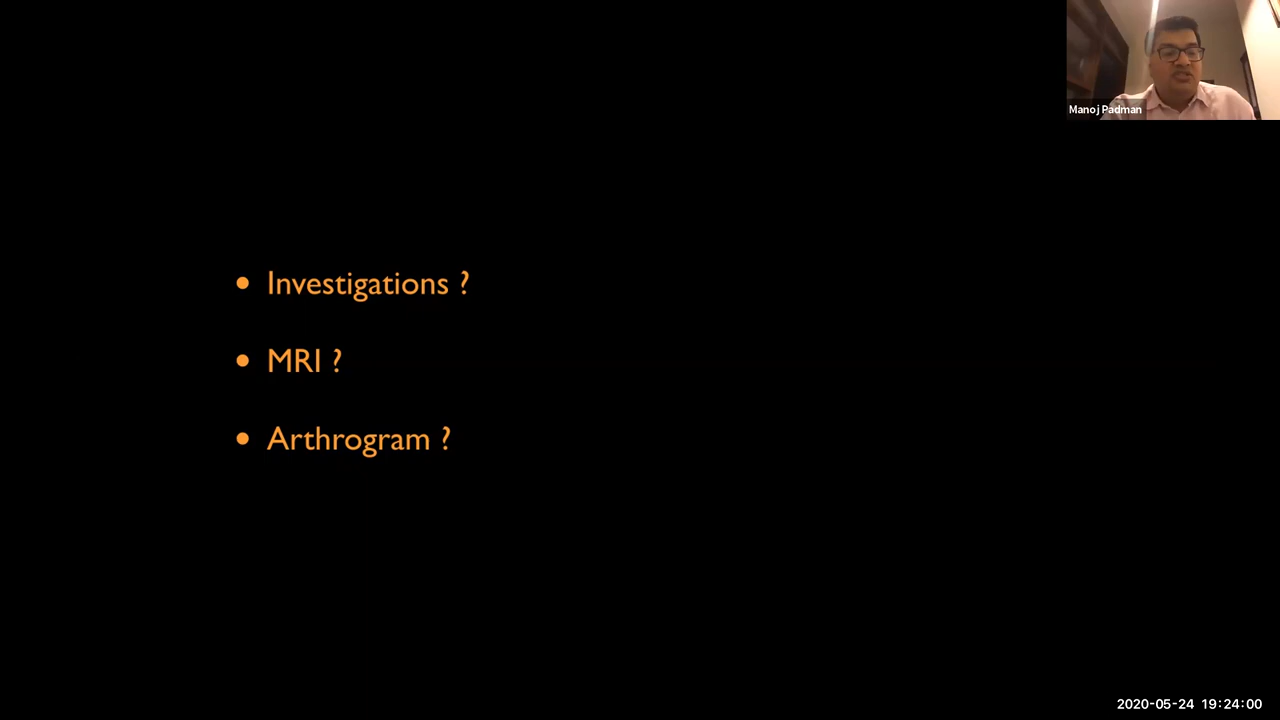 Manoj Padman
• Investigations ?
• MRI ?
• Arthrogram ?
2020-05-24 19:24:00